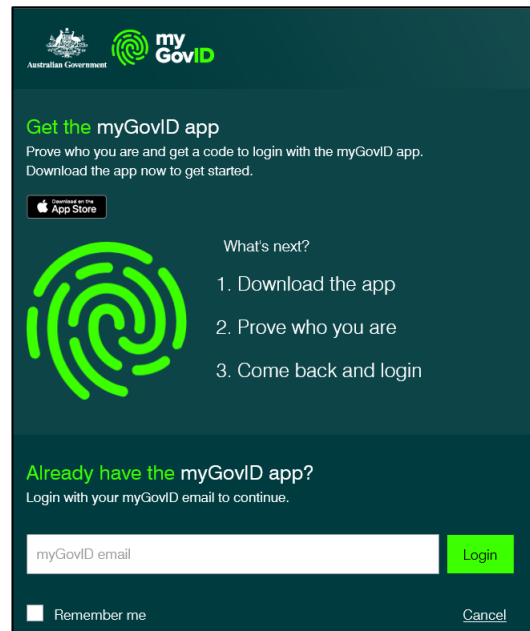 Australian Government
my
GovID
Get the myGovID app
Prove who you are and get a code to login with the myGovID app.
Download the app now to get started.
Download on the
App Store
What's next?
1. Download the app
2. Prove who you are
3. Come back and login
Already have the myGovID app?
Login with your myGovID email to continue.
myGovID email
Login
Remember me
Cancel